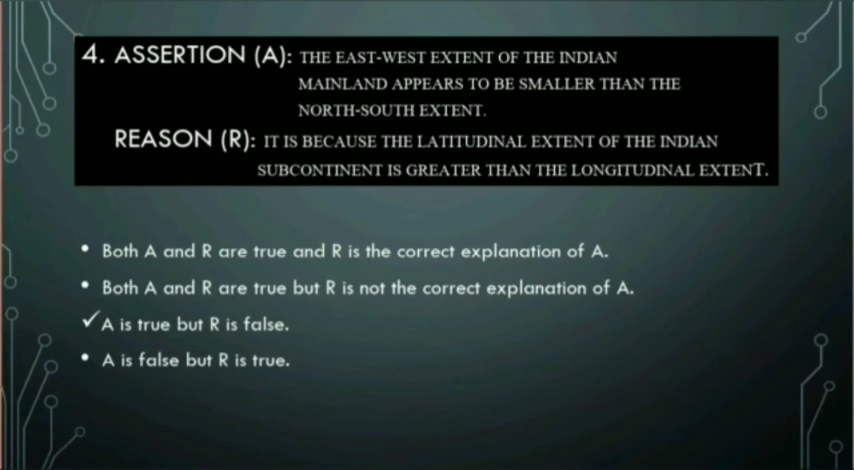 4. ASSERTION (A): THE EAST-WEST EXTENT OF THE INDIAN
MAINLAND APPEARS TO BE SMALLER THAN THE
NORTH-SOUTH EXTENT.
REASON (R): IT IS BECAUSE THE LATITUDINAL EXTENT OF THE INDIAN
SUBCONTINENT IS GREATER THAN THE LONGITUDINAL EXTENT.
• Both A and R are true and R is the correct explanation of A.
• Both A and R are true but R is not the correct explanation of A.
✓A is true but R is false.
• A is false but R is true.